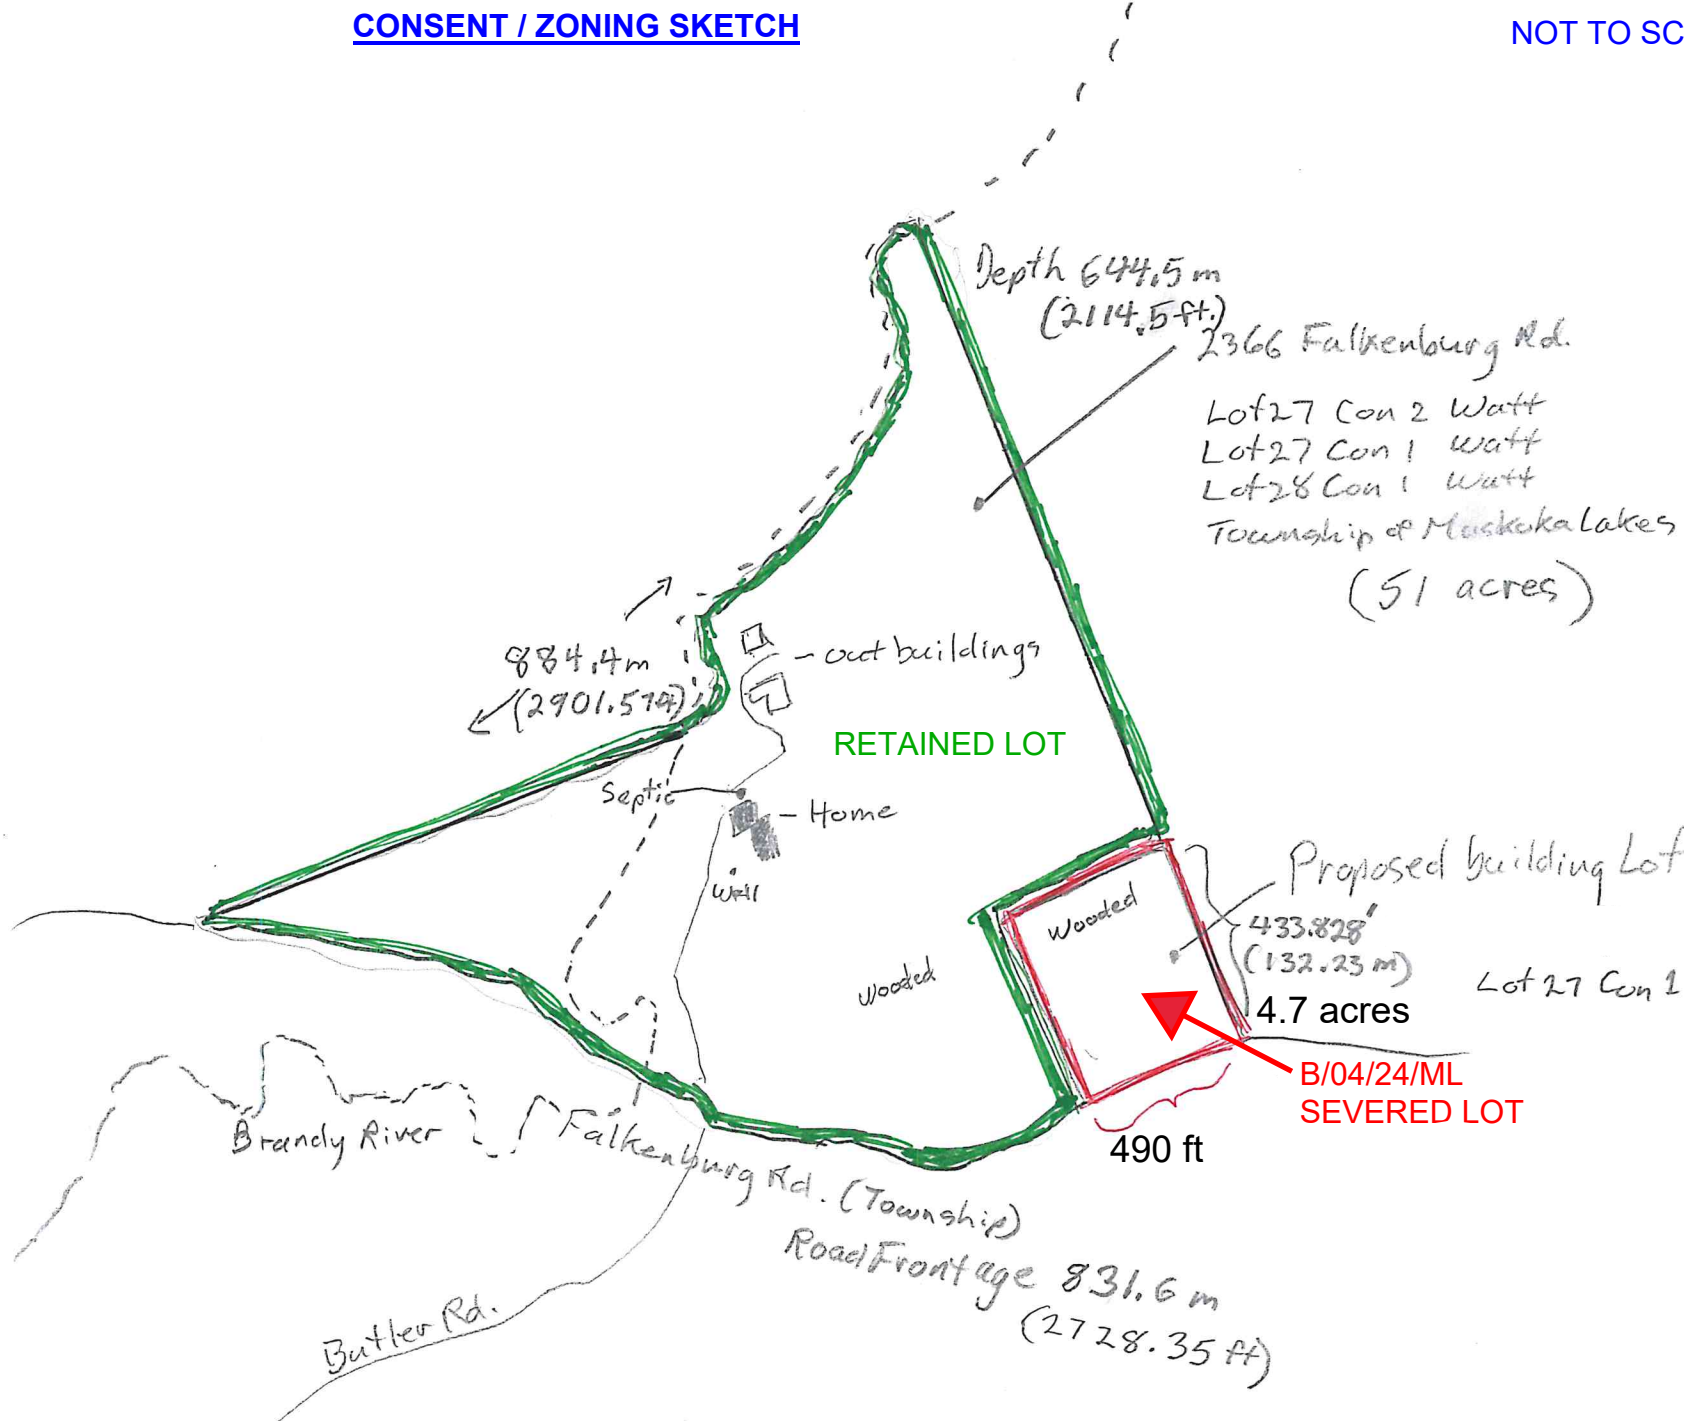 CONSENT / ZONING SKETCH
NOT TO SC
Depth 644.5 m
(2114.5 ft.)
2366 Falkenburg Rd.
Lot 27 Con 2 Watt
Lot 27 Con 1 Watt
Lot 28 Con 1 Watt
Township of Muskoka Lakes
(51 acres)
884.4 m
(2901.57ft)
- out buildings
RETAINED LOT
Septic
- Home
Well
Proposed building Lot
Wooded
433.828'
(132.23 m)
Wooded
Lot 27 Con 1
4.7 acres
B/04/24/ML
SEVERED LOT
490 ft
Brandy River
Falkenburg Rd. (Township)
Road Frontage 831.6 m
(2728.35 ft)
Butler Rd.